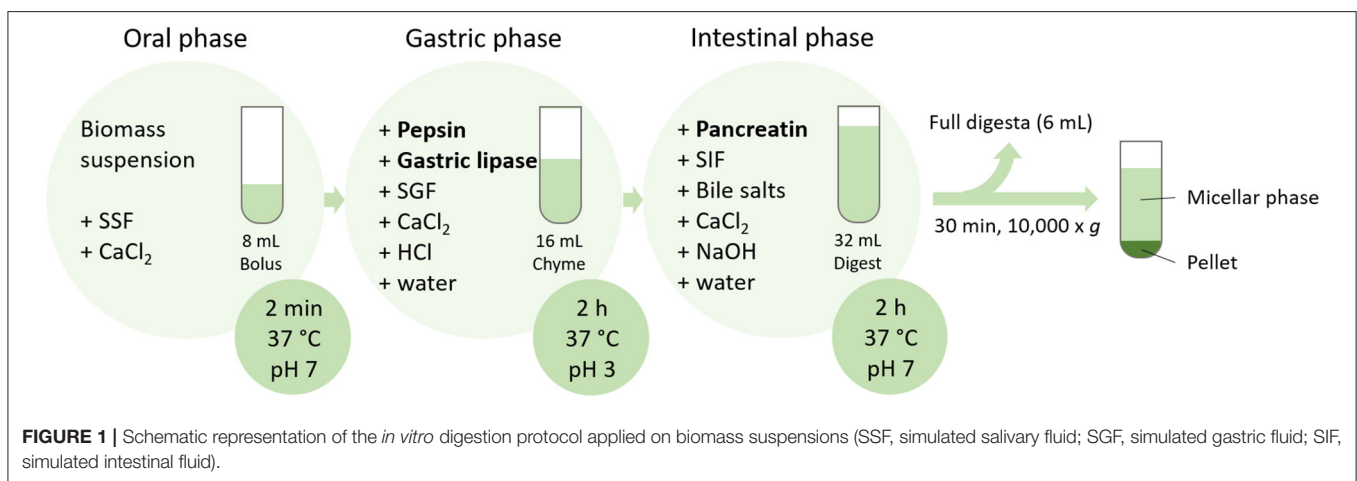 Oral phase
Gastric phase
Intestinal phase
Biomass
suspension
+ SSF
+ CaCl₂
8 mL
Bolus
2 min
37 °C
pH 7
+ Pepsin
+ Gastric lipase
+ SGF
+ CaCl₂
+ HCl
+ water
16 mL
Chyme
2 h
37 °C
pH 3
+ Pancreatin
+ SIF
+ Bile salts
+ CaCl₂
+ NaOH
+ water
32 mL
Digest
2 h
37 °C
pH 7
Full digesta (6 mL)
30 min, 10,000 x g
Micellar phase
Pellet
FIGURE 1 | Schematic representation of the in vitro digestion protocol applied on biomass suspensions (SSF, simulated salivary fluid; SGF, simulated gastric fluid; SIF,
simulated intestinal fluid).